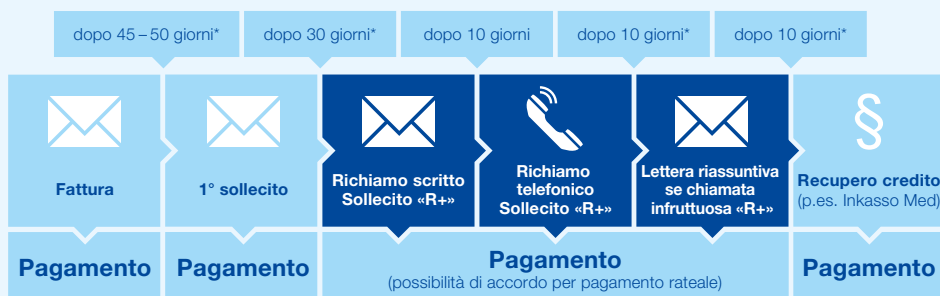 dopo 45 – 50 giorni*
dopo 30 giorni*
dopo 10 giorni
dopo 10 giorni*
dopo 10 giorni*
§
Fattura
1° sollecito
Richiamo scritto
Sollecito «R+»
Richiamo
telefonico
Sollecito «R+»
Lettera riassuntiva
se chiamata
infruttuosa «R+»
Recupero credito
(p.es. Inkasso Med)
Pagamento
Pagamento
Pagamento
(possibilità di accordo per pagamento rateale)
Pagamento